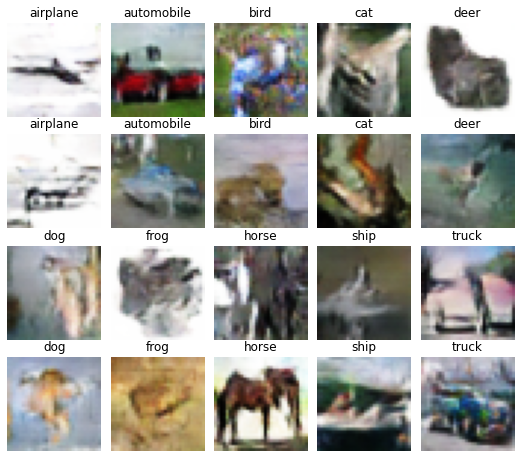 airplane automobile bird cat deer
airplane automobile bird cat deer
dog frog horse ship truck
dog frog horse ship truck